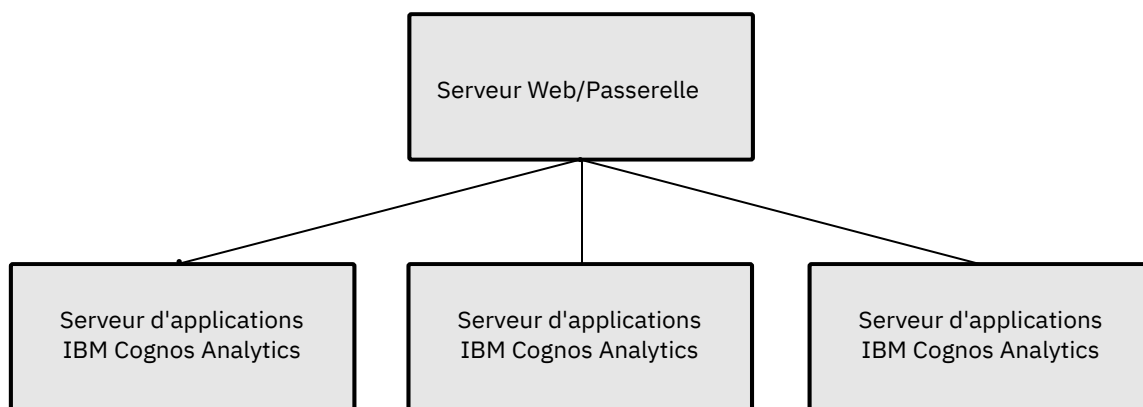 Serveur Web/Passerelle
Serveur d'applications
IBM Cognos Analytics
Serveur d'applications
IBM Cognos Analytics
Serveur d'applications
IBM Cognos Analytics